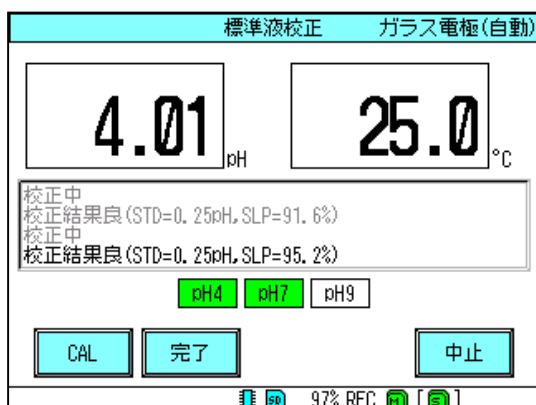 標準液校正 ガラス電極(自動)
4.01 pH
25.0 °C
校正中
校正結果良(STD=0.25pH,SLP=91.6%)
校正中
校正結果良(STD=0.25pH,SLP=95.2%)
pH4 pH7 pH9
CAL 完了 中止
SD 97% REC M [S]